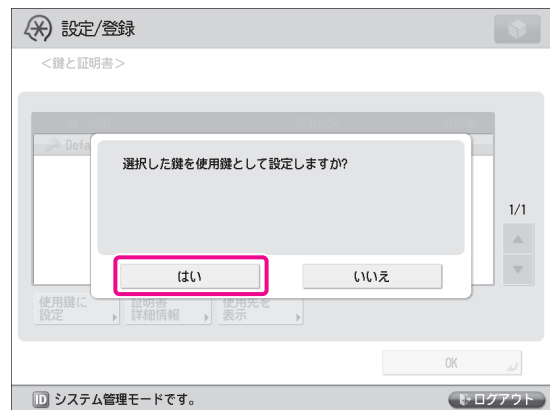 設定/登録
<鍵と証明書>
Defa
選択した鍵を使用鍵として設定しますか?
1/1
はい
いいえ
使用鍵に
設定
証明書
詳細情報
使用先を
表示
OK
ID システム管理モードです。
ログアウト